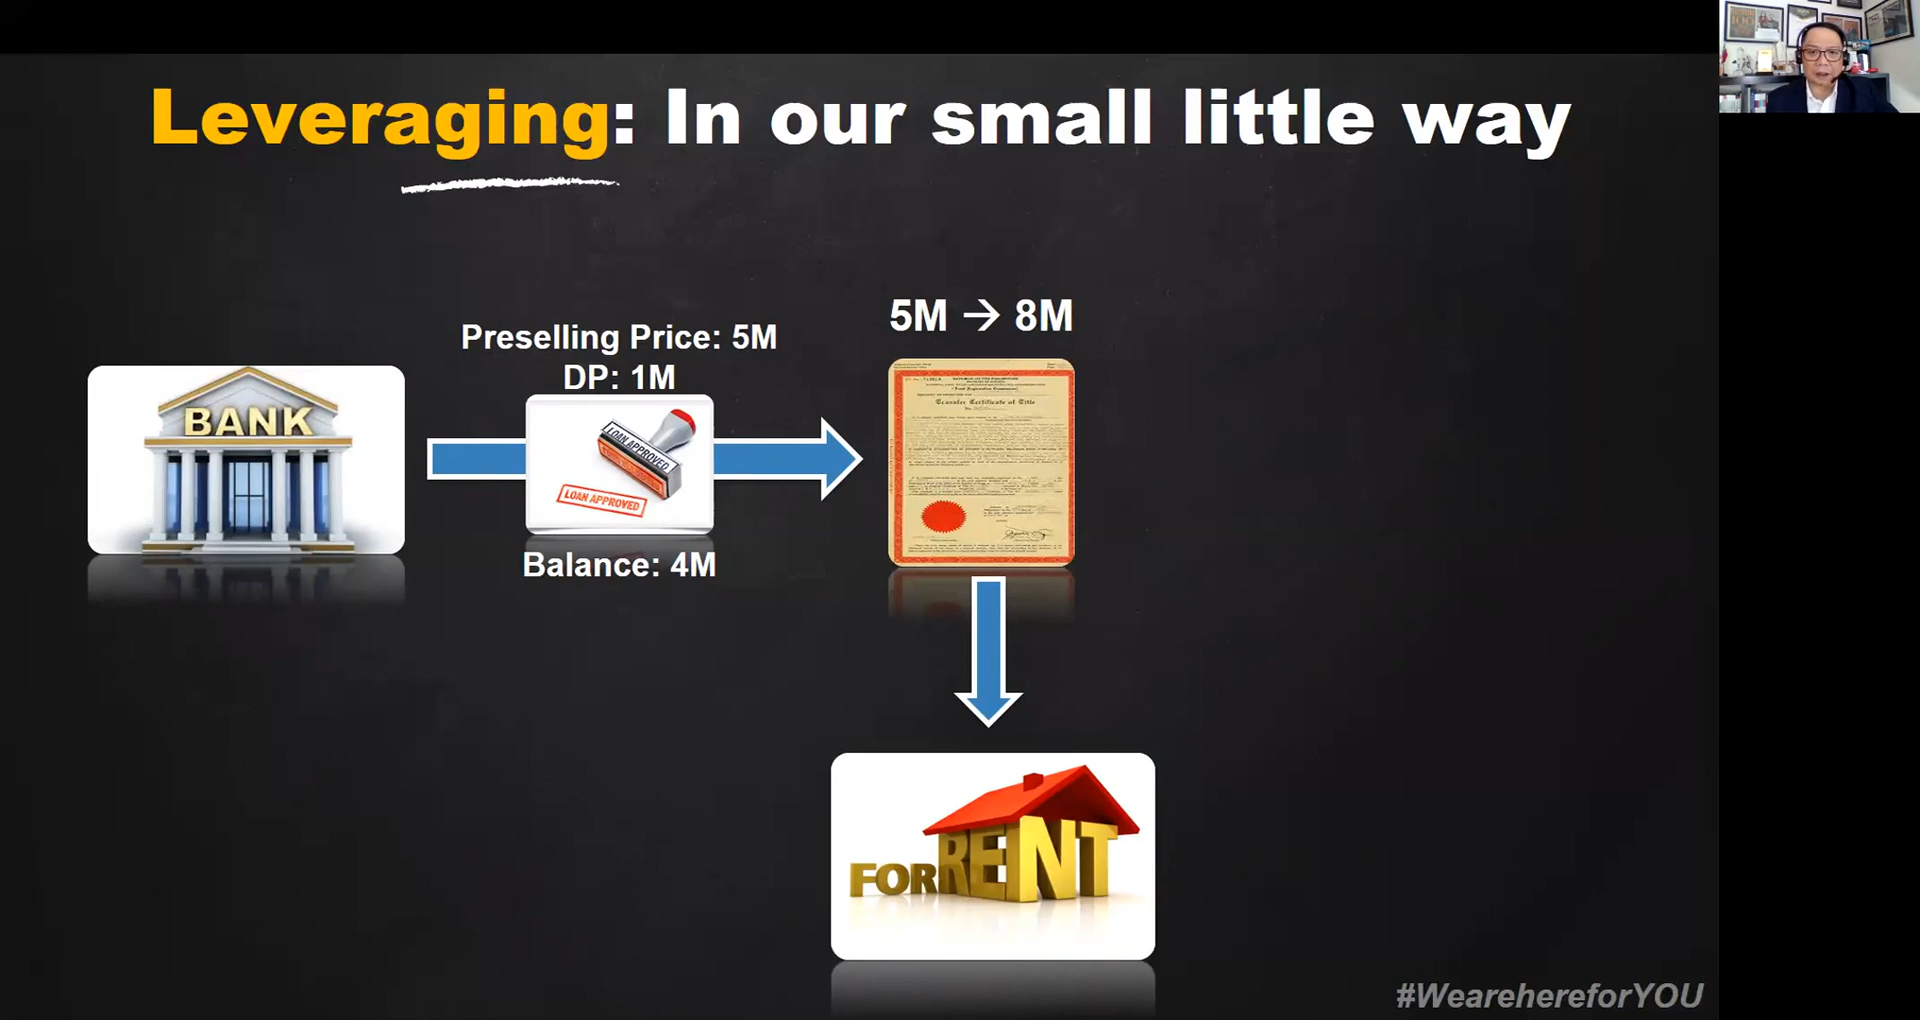 Leveraging: In our small little way
5M → 8M
Preselling Price: 5M
DP: 1M
BANK
LOAN APPROVED
LOAN APPROVED
Balance: 4M
Transfer Certificate of Title
FOR RENT
#WearehereforYOU